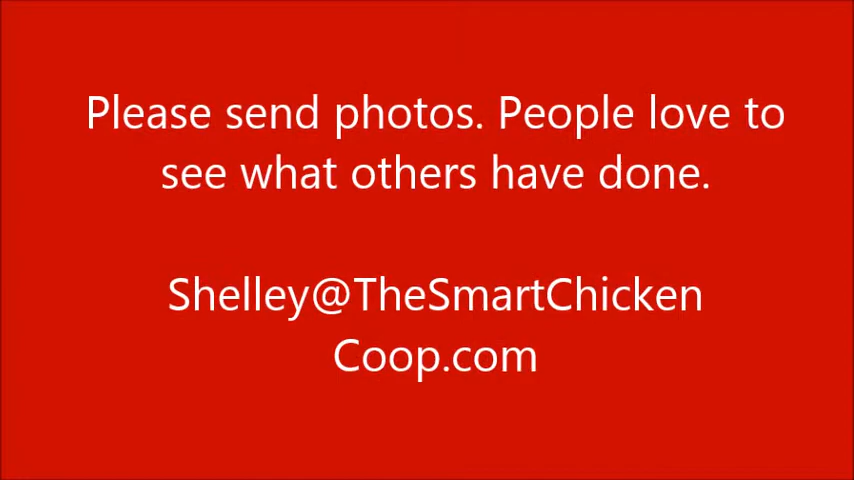 Please send photos. People love to
see what others have done.
Shelley@TheSmartChicken
Coop.com